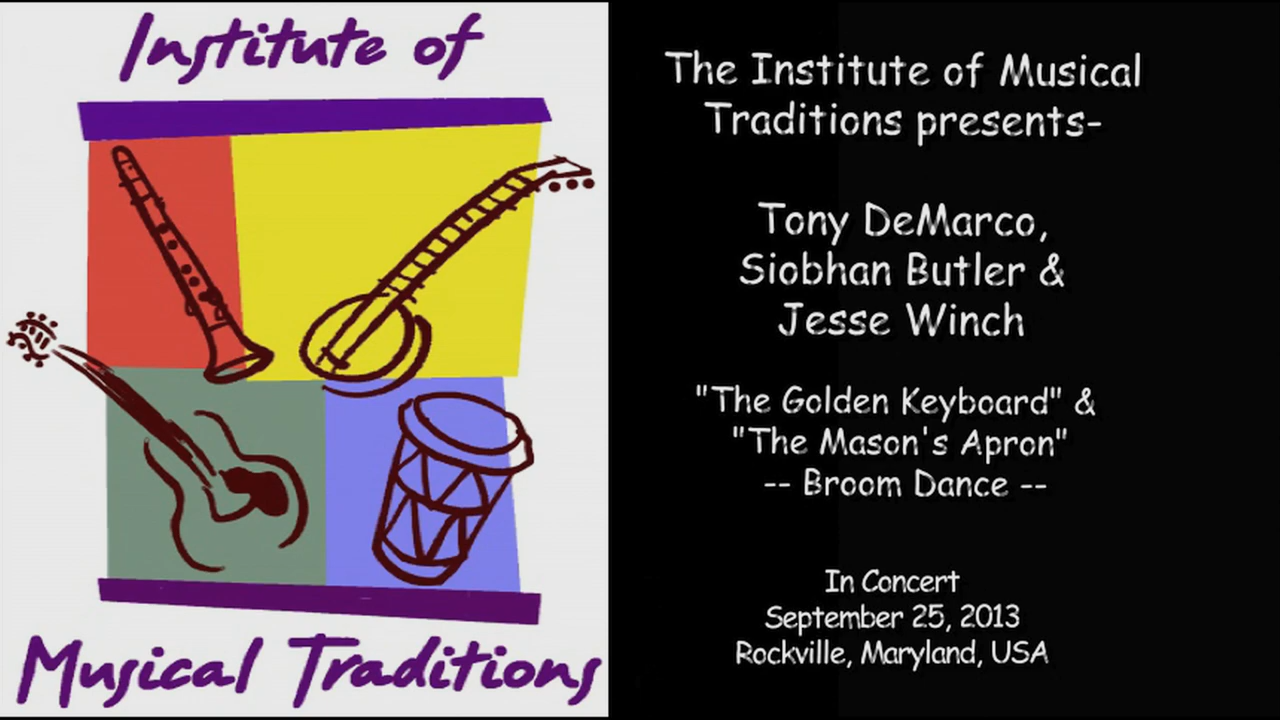 Institute of
Musical Traditions
The Institute of Musical
Traditions presents-
Tony DeMarco,
Siobhan Butler &
Jesse Winch
"The Golden Keyboard" &
"The Mason's Apron"
-- Broom Dance --
In Concert
September 25, 2013
Rockville, Maryland, USA